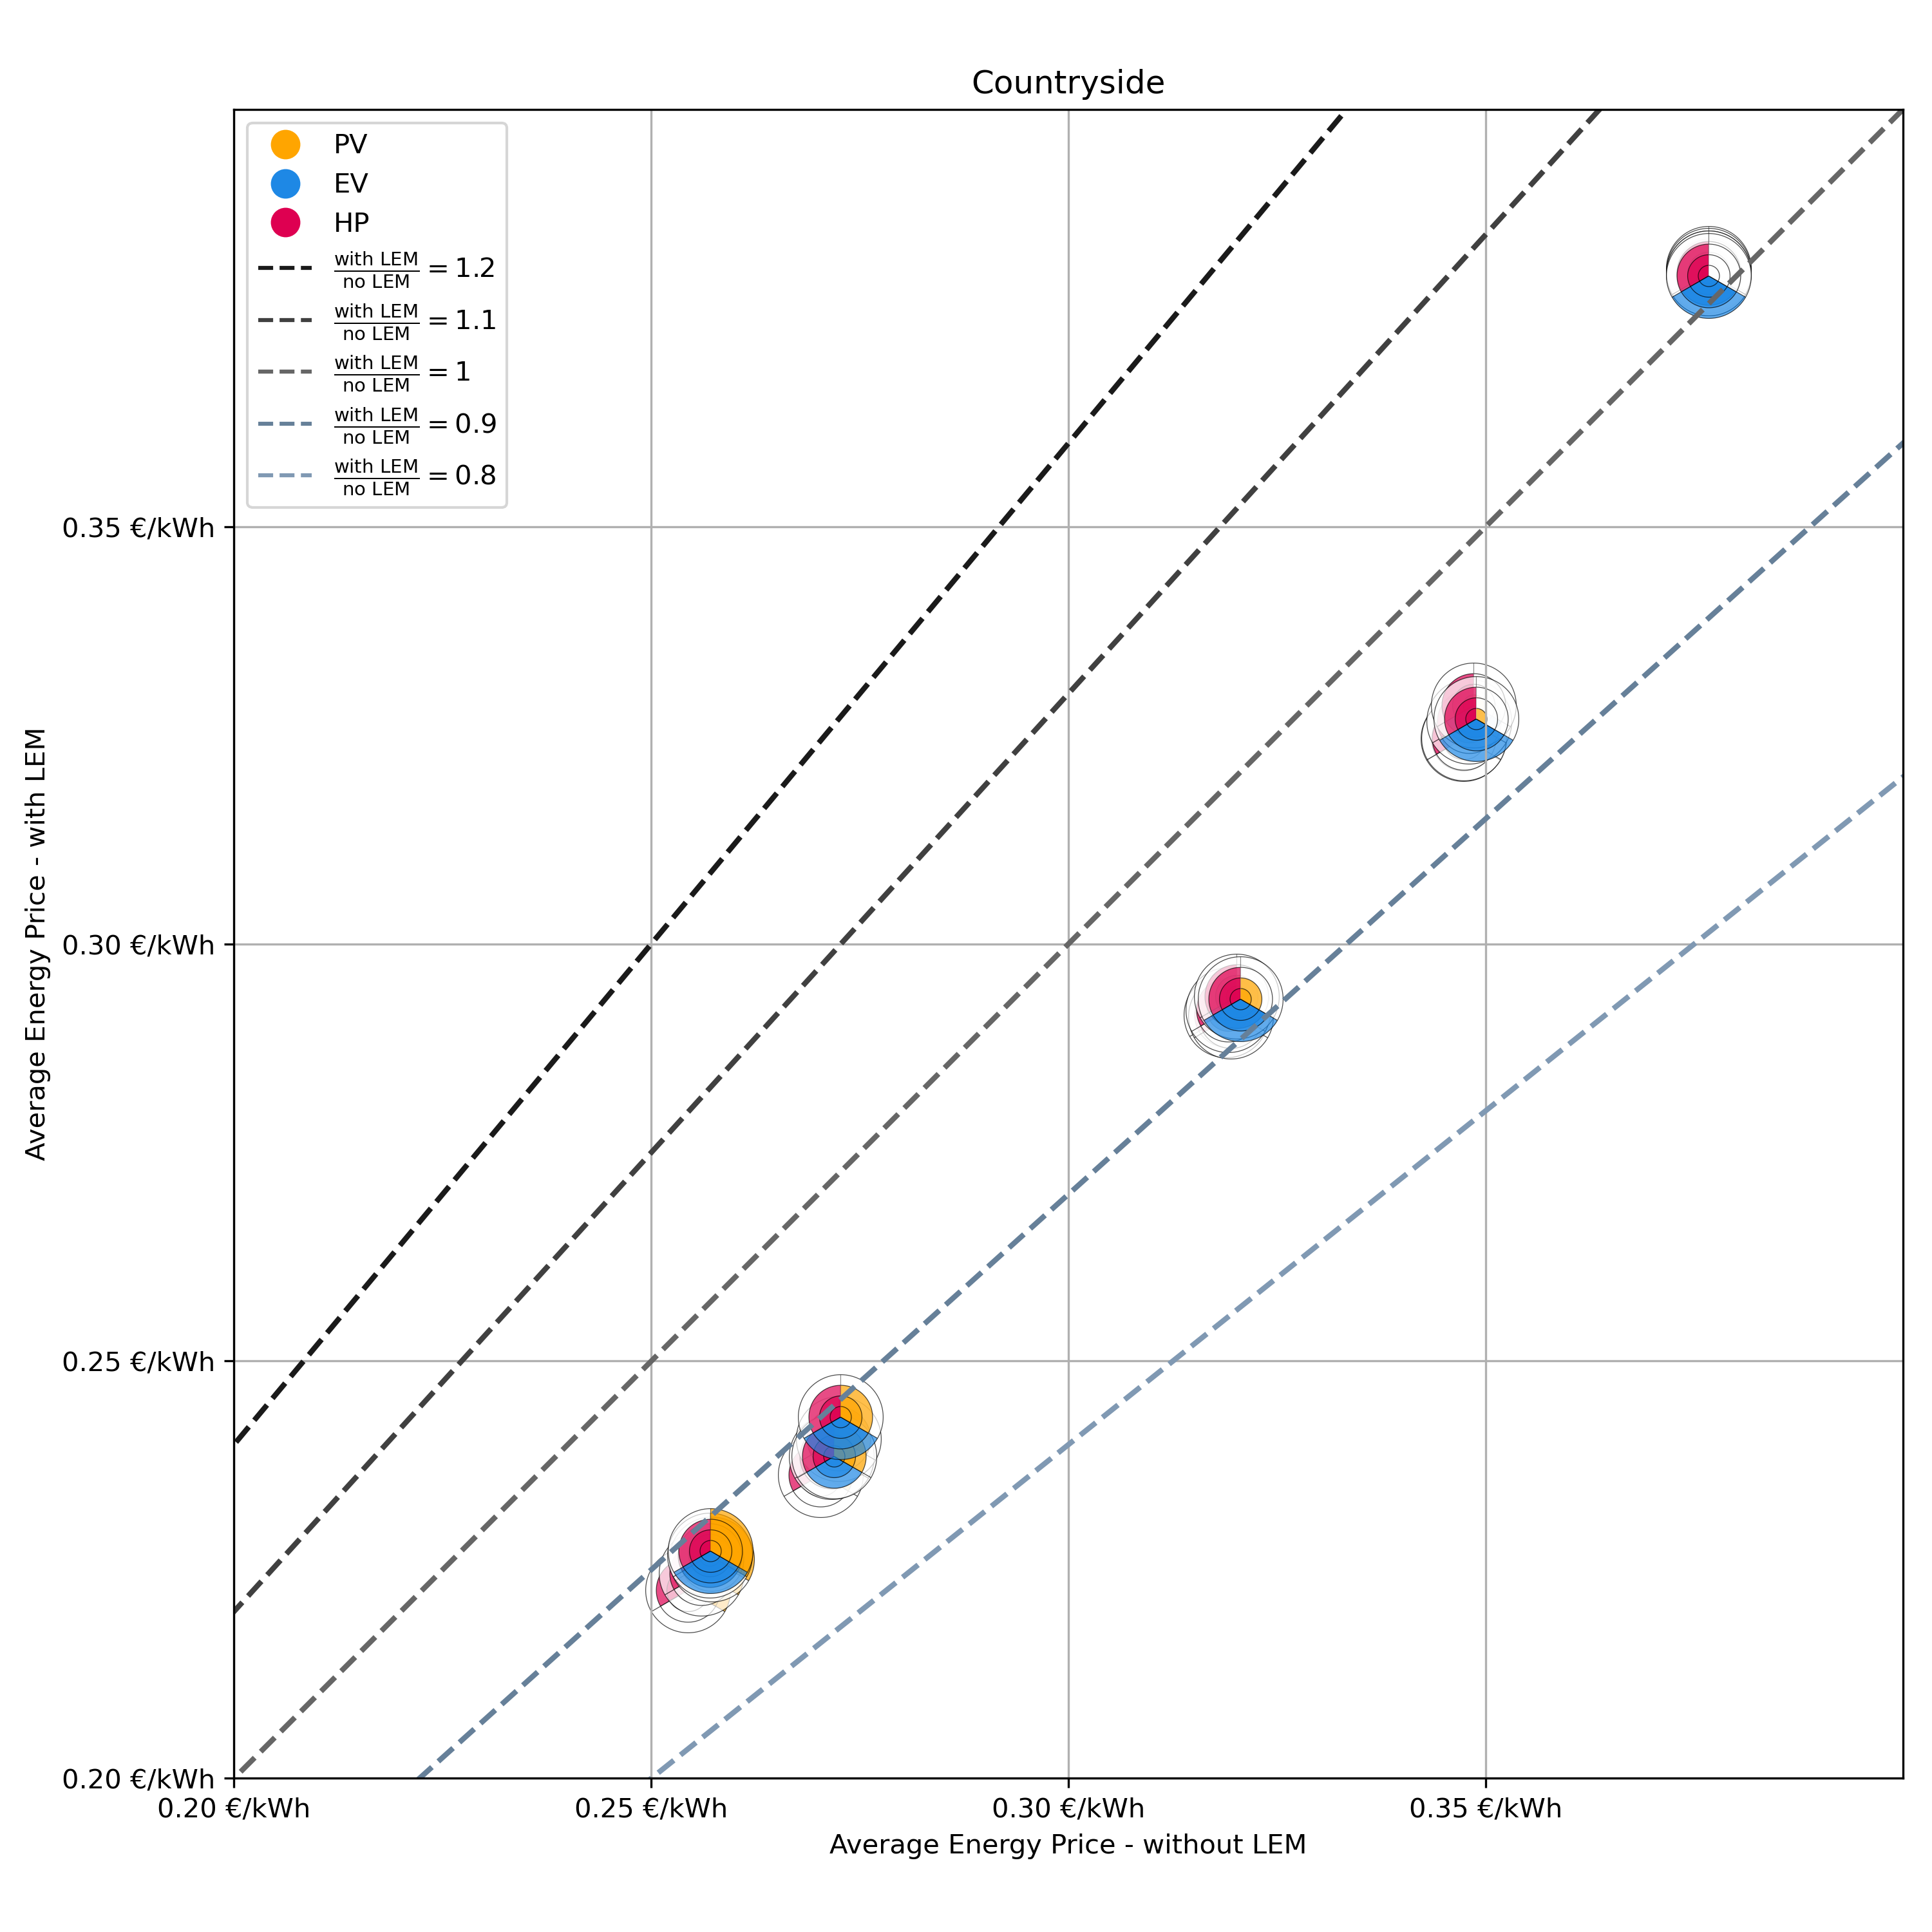 Countryside
PV
EV
HP
with LEM
no LEM = 1.2
with LEM
no LEM = 1.1
with LEM
no LEM = 1
with LEM
no LEM = 0.9
with LEM
no LEM = 0.8
Average Energy Price - with LEM
0.35 €/kWh
0.30 €/kWh
0.25 €/kWh
0.20 €/kWh
0.20 €/kWh 0.25 €/kWh 0.30 €/kWh 0.35 €/kWh
Average Energy Price - without LEM